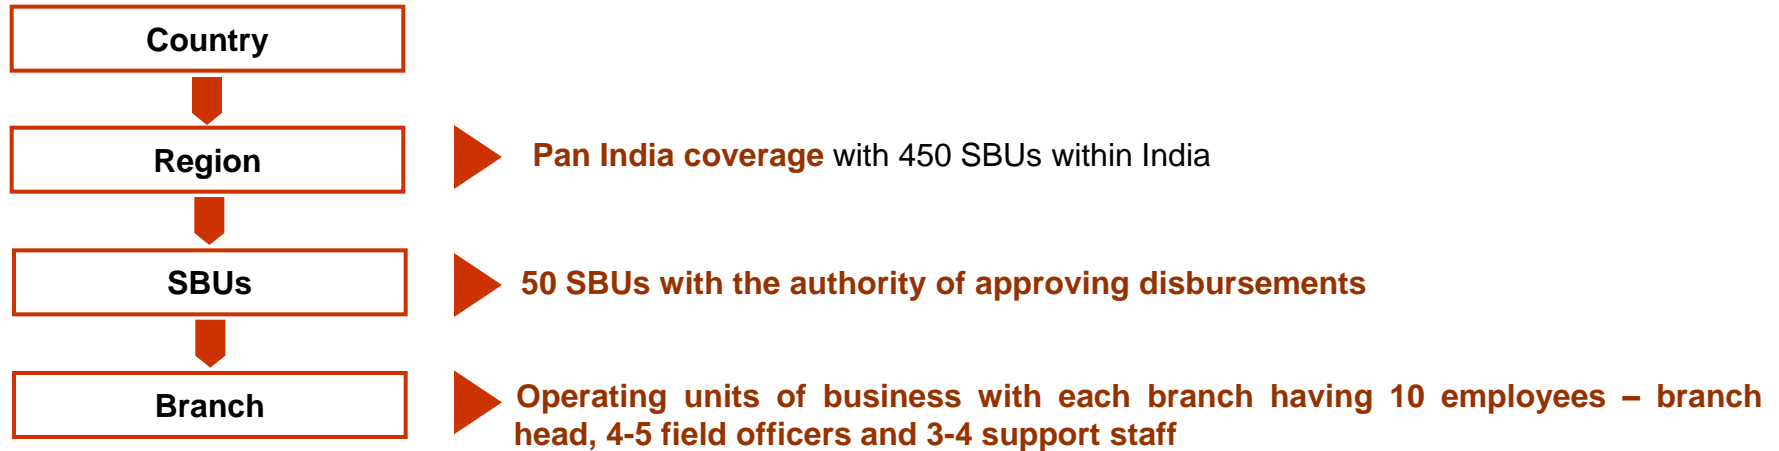 Country
Region
Pan India coverage with 450 SBUs within India
SBUs
50 SBUs with the authority of approving disbursements
Branch
Operating units of business with each branch having 10 employees – branch
head, 4-5 field officers and 3-4 support staff